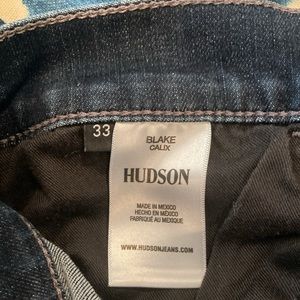 33
BLAKE
CALIX
HUDSON
MADE IN MEXICO
HECHO EN MÉXICO
FABRIQUÉ AU MEXIQUE
WWW.HUDSONJEANS.COM